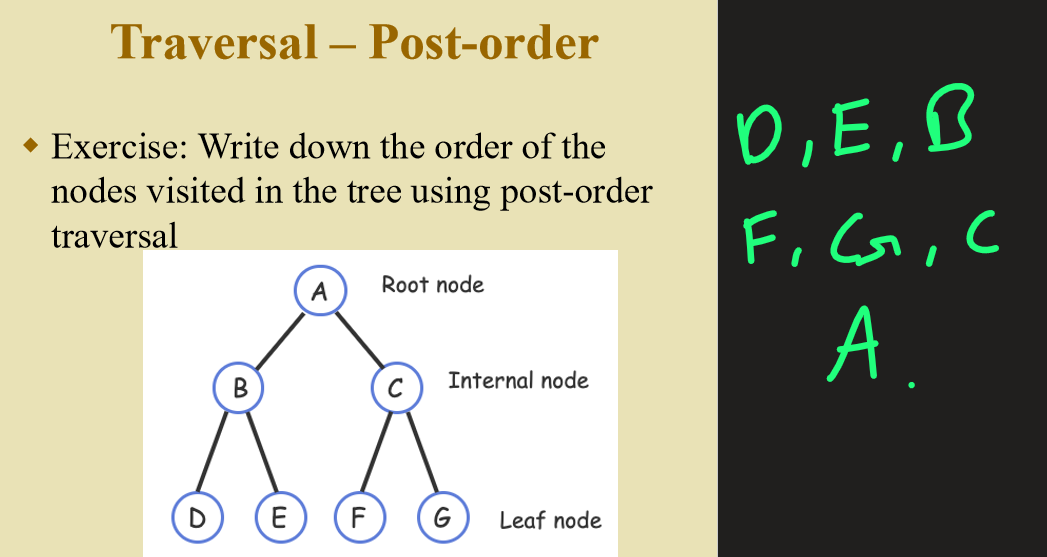 Traversal – Post-order
◆ Exercise: Write down the order of the
nodes visited in the tree using post-order
traversal
A Root node
B C Internal node
D E F G Leaf node
D, E, B
F, G, C
A.